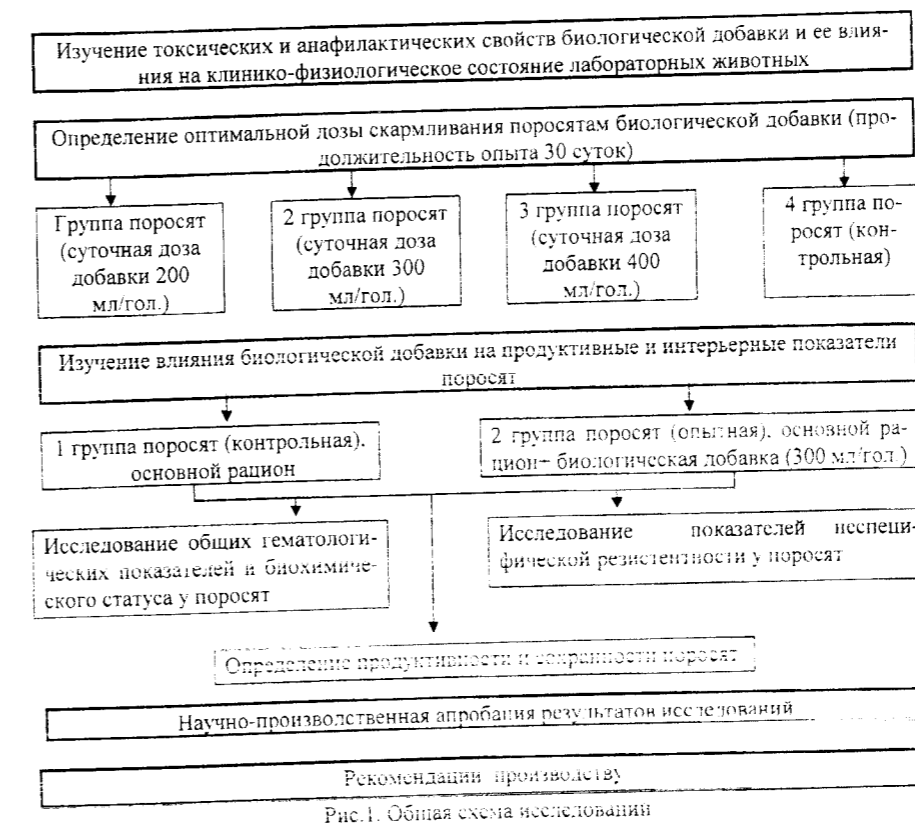 Изучение токсических и анафилактических свойств биологической добавки и ее влия-
ния на клинико-физиологическое состояние лабораторных животных
Определение оптимальной дозы скармливания поросятам биологической добавки (про-
должительность опыта 30 суток)
Группа поросят
(суточная доза
добавки 200
мл/гол.)
2 группа поросят
(суточная доза
добавки 300
мл/гол.)
3 группа поросят
(суточная доза
добавки 400
мл/гол.)
4 группа по-
росят (кон-
трольная)
Изучение влияния биологической добавки на продуктивные и интерьерные показатели
поросят
1 группа поросят (контрольная).
основной рацион
2 группа поросят (опытная). основной ра-
цион+ биологическая добавка (300 мл/гол.)
Исследование общих гематологи-
ческих показателей и биохимиче-
ского статуса у поросят
Исследование показателей неспеци-
фической резистентности у поросят
Определение продуктивности и сохранности поросят
Научно-производственная апробация результатов исследований
Рекомендации производству
Рис.1. Общая схема исследований